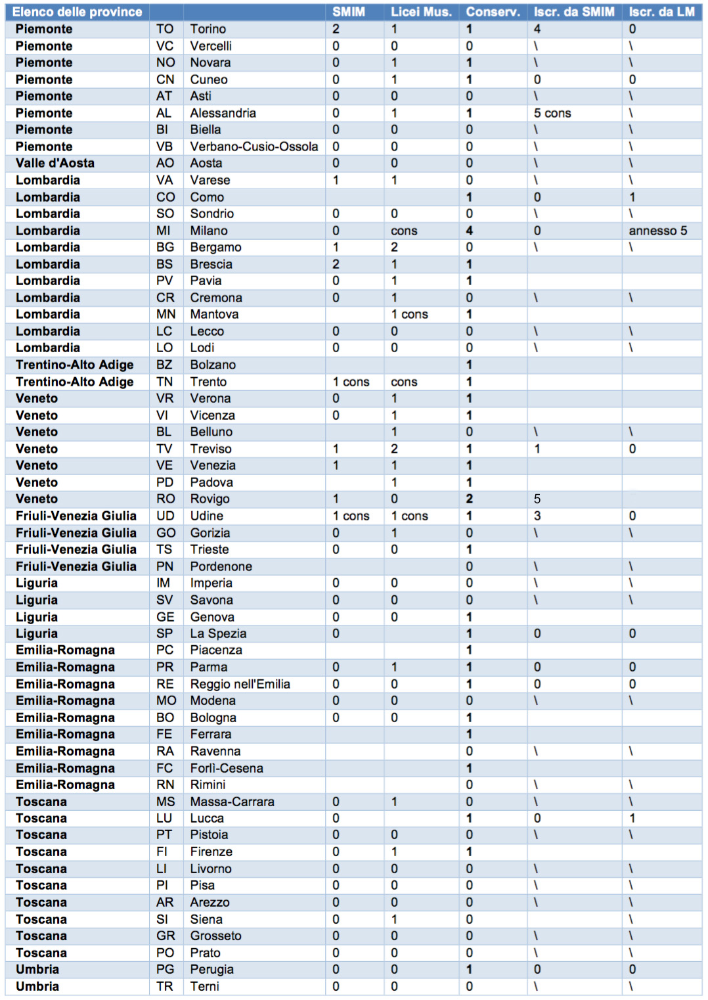 Elenco delle province SMIM Licei Mus. Conserv. Iscr. da SMIM Iscr. da LM
Piemonte TO Torino 2 1 1 4 0
Piemonte VC Vercelli 0 0 0 \ \
Piemonte NO Novara 0 1 1 \ \
Piemonte CN Cuneo 0 1 1 0 0
Piemonte AT Asti 0 0 0 \ \
Piemonte AL Alessandria 0 1 1 5 cons \
Piemonte BI Biella 0 0 0 \ \
Piemonte VB Verbano-Cusio-Ossola 0 0 0 \ \
Valle d'Aosta AO Aosta 0 0 0 \ \
Lombardia VA Varese 1 1 0 \ \
Lombardia CO Como 1 0 1
Lombardia SO Sondrio 0 0 0 \ \
Lombardia MI Milano 0 cons 4 0 annesso 5
Lombardia BG Bergamo 1 2 0 \ \
Lombardia BS Brescia 2 1 1
Lombardia PV Pavia 0 1 1
Lombardia CR Cremona 0 1 0 \ \
Lombardia MN Mantova 1 cons 1
Lombardia LC Lecco 0 0 0 \ \
Lombardia LO Lodi 0 0 0 \ \
Trentino-Alto Adige BZ Bolzano 1
Trentino-Alto Adige TN Trento 1 cons cons 1
Veneto VR Verona 0 1 1
Veneto VI Vicenza 0 1 1
Veneto BL Belluno 1 0 \ \
Veneto TV Treviso 1 2 1 1 0
Veneto VE Venezia 1 1 1
Veneto PD Padova 1 1
Veneto RO Rovigo 1 0 2 5
Friuli-Venezia Giulia UD Udine 1 cons 1 cons 1 3 0
Friuli-Venezia Giulia GO Gorizia 0 1 0 \ \
Friuli-Venezia Giulia TS Trieste 0 0 1
Friuli-Venezia Giulia PN Pordenone 0 \ \
Liguria IM Imperia 0 0 0 \ \
Liguria SV Savona 0 0 0 \ \
Liguria GE Genova 0 0 1
Liguria SP La Spezia 0 1 0 0
Emilia-Romagna PC Piacenza 1
Emilia-Romagna PR Parma 0 1 1 0 0
Emilia-Romagna RE Reggio nell'Emilia 0 0 1 0 0
Emilia-Romagna MO Modena 0 0 0 \ \
Emilia-Romagna BO Bologna 0 0 1
Emilia-Romagna FE Ferrara 1
Emilia-Romagna RA Ravenna 0 \ \
Emilia-Romagna FC Forlì-Cesena 1
Emilia-Romagna RN Rimini 0 \ \
Toscana MS Massa-Carrara 0 1 0 \ \
Toscana LU Lucca 0 1 0 1
Toscana PT Pistoia 0 0 0 \ \
Toscana FI Firenze 0 1 1
Toscana LI Livorno 0 0 0 \ \
Toscana PI Pisa 0 0 0 \ \
Toscana AR Arezzo 0 0 0 \ \
Toscana SI Siena 0 1 0 \
Toscana GR Grosseto 0 0 0 \ \
Toscana PO Prato 0 0 0 \ \
Umbria PG Perugia 0 0 1 0 0
Umbria TR Terni 0 0 0 \ \